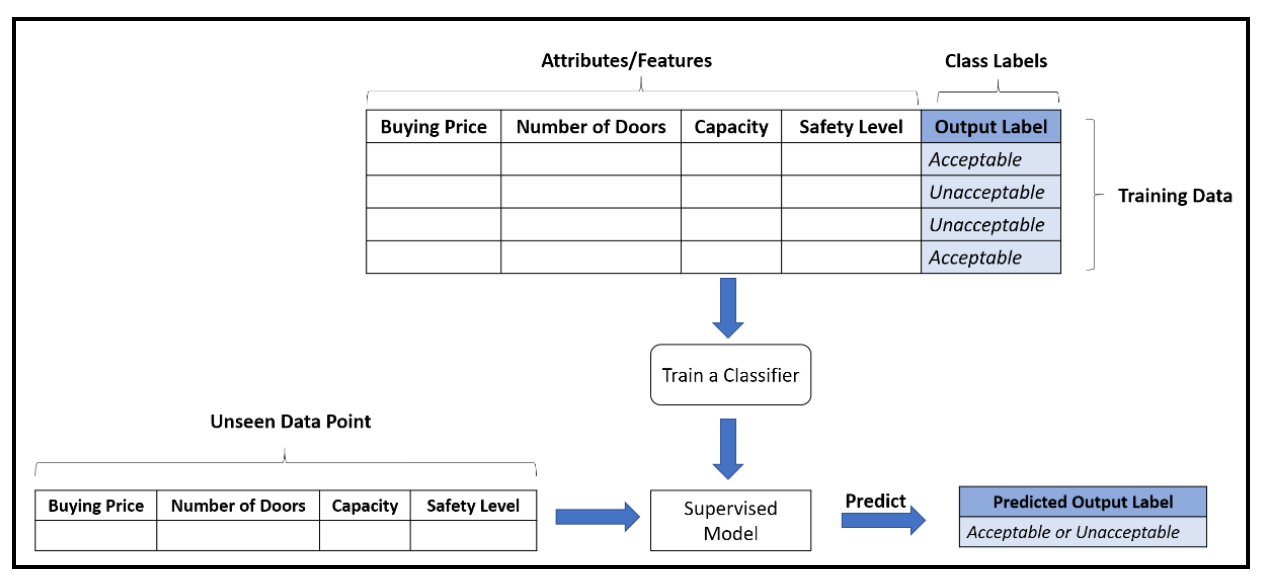 Attributes/Features
Class Labels
Buying Price Number of Doors Capacity Safety Level Output Label
Acceptable
Unacceptable
Training Data
Unacceptable
Acceptable
Train a Classifier
Unseen Data Point
Buying Price Number of Doors Capacity Safety Level
Supervised
Model
Predict
Predicted Output Label
Acceptable or Unacceptable